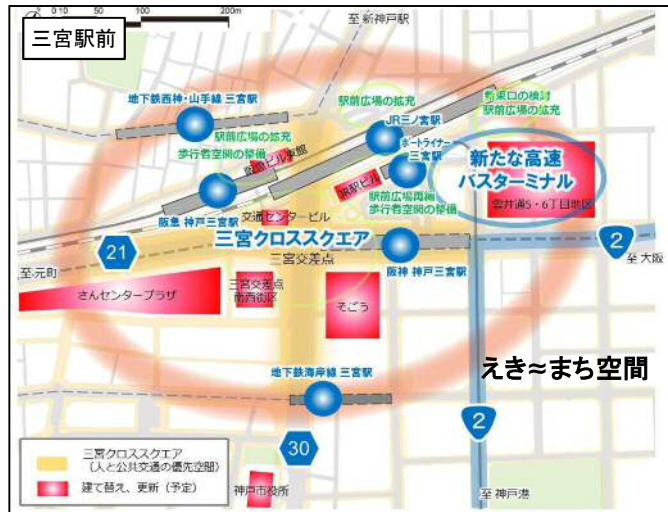 三宮駅前
0 10 50 100 200m
至 新神戸駅
地下鉄西神・山手線 三宮駅
駅前広場の拡充
歩行者空間の整備
駅前広場の拡充
JR三ノ宮駅
新東口の検討
駅前広場の拡充
ポートライナー
三宮駅
新たな高速
バスターミナル
雲井通5・6丁目地区
JR駅ビル
駅前広場再編
歩行者空間の整備
阪急 神戸三宮駅
交通センタービル
三宮クロススクエア
三宮交差点
阪神 神戸三宮駅
21
2
至 元町
至 大阪
さんセンタープラザ
三宮交差点
南西街区
そごう
えき≈まち空間
地下鉄海岸線 三宮駅
2
30
三宮クロススクエア
(人と公共交通の優先空間)
建て替え、更新(予定)
神戸市役所
至 神戸港